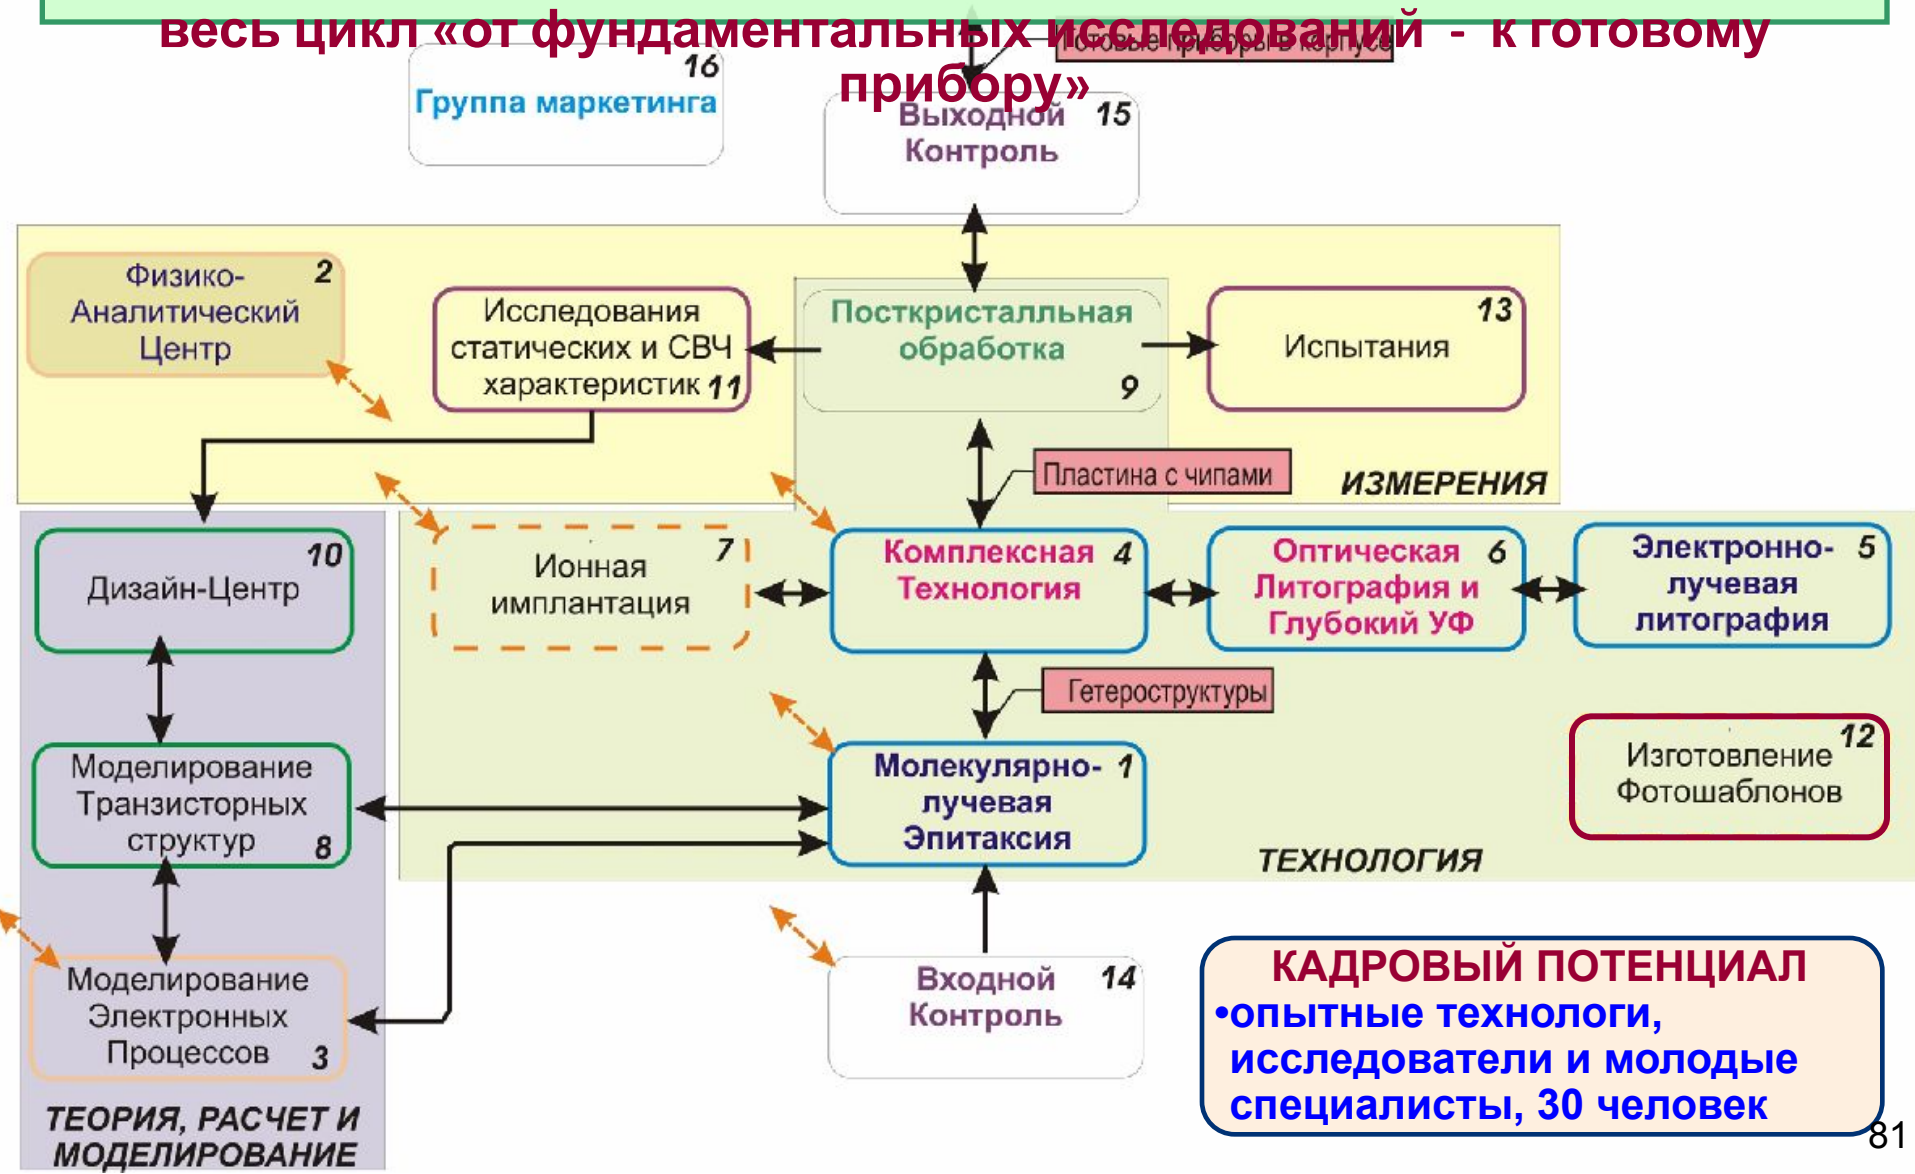 весь цикл «от фундаментальных исследований - к готовому
прибору»
Готовые приборы в корпусе
16
Группа маркетинга
Выходной 15
Контроль
Физико- 2
Аналитический
Центр
Исследования
статических и СВЧ
характеристик 11
Посткристалльная
обработка
9
13
Испытания
Пластина с чипами
ИЗМЕРЕНИЯ
10
Дизайн-Центр
7
Ионная
имплантация
Комплексная 4
Технология
Оптическая 6
Литография и
Глубокий УФ
Электронно- 5
лучевая
литография
Гетероструктуры
Моделирование
Транзисторных
структур 8
Молекулярно- 1
лучевая
Эпитаксия
12
Изготовление
Фотошаблонов
ТЕХНОЛОГИЯ
Моделирование
Электронных
Процессов 3
Входной 14
Контроль
ТЕОРИЯ, РАСЧЕТ И
МОДЕЛИРОВАНИЕ
КАДРОВЫЙ ПОТЕНЦИАЛ
•опытные технологи,
исследователи и молодые
специалисты, 30 человек
81